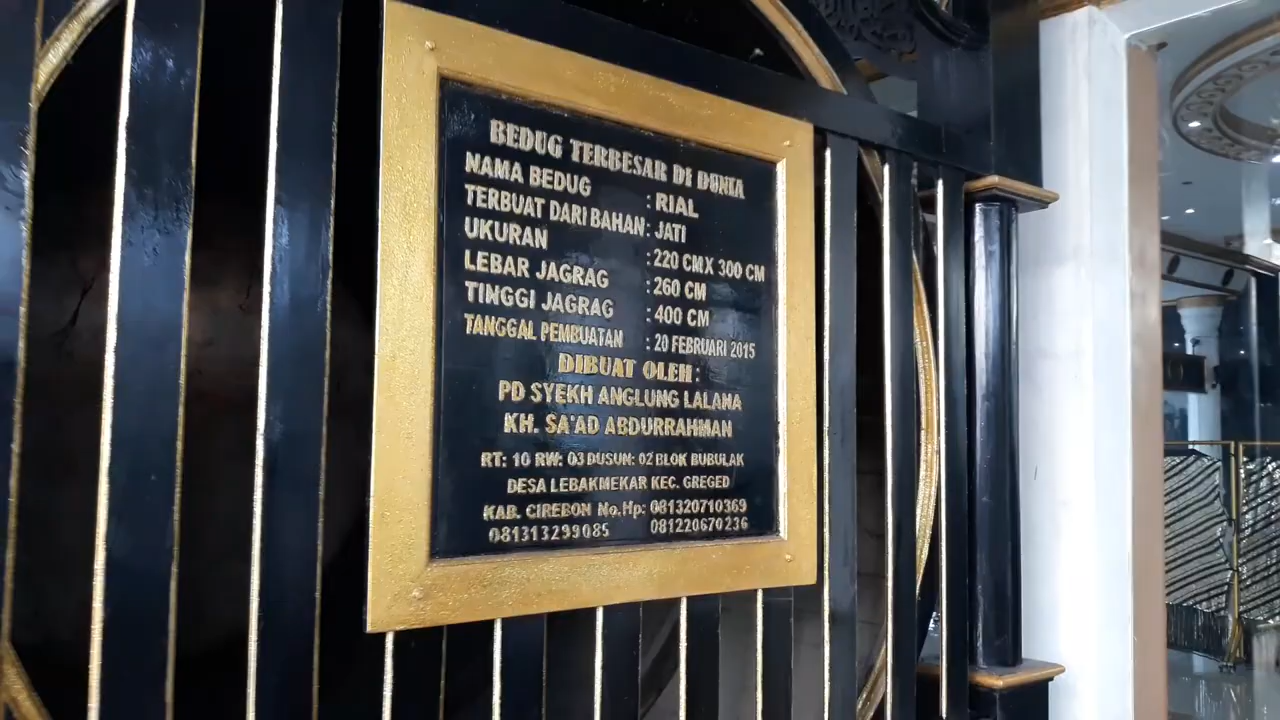 BEDUG TERBESAR DI DUNIA
NAMA BEDUG : RIAL
TERBUAT DARI BAHAN : JATI
UKURAN : 220 CM X 300 CM
LEBAR JAGRAG : 260 CM
TINGGI JAGRAG : 400 CM
TANGGAL PEMBUATAN : 20 FEBRUARI 2015
DIBUAT OLEH :
PD SYEKH ANGLUNG LALANA
KH. SA'AD ABDURRAHMAN
RT: 10 RW: 03 DUSUN: 02 BLOK BUBULAK
DESA LEBAKMEKAR KEC. GREGED
KAB. CIREBON No.Hp: 081320710369
081313299085 081220670236